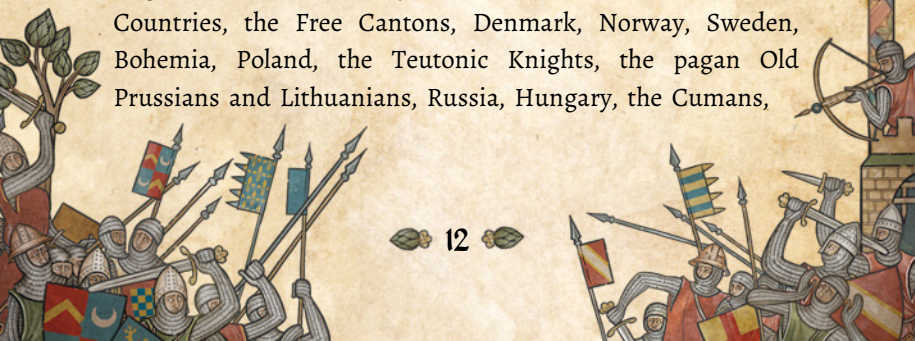 Countries, the Free Cantons, Denmark, Norway, Sweden,
Bohemia, Poland, the Teutonic Knights, the pagan Old
Prussians and Lithuanians, Russia, Hungary, the Cumans,
12